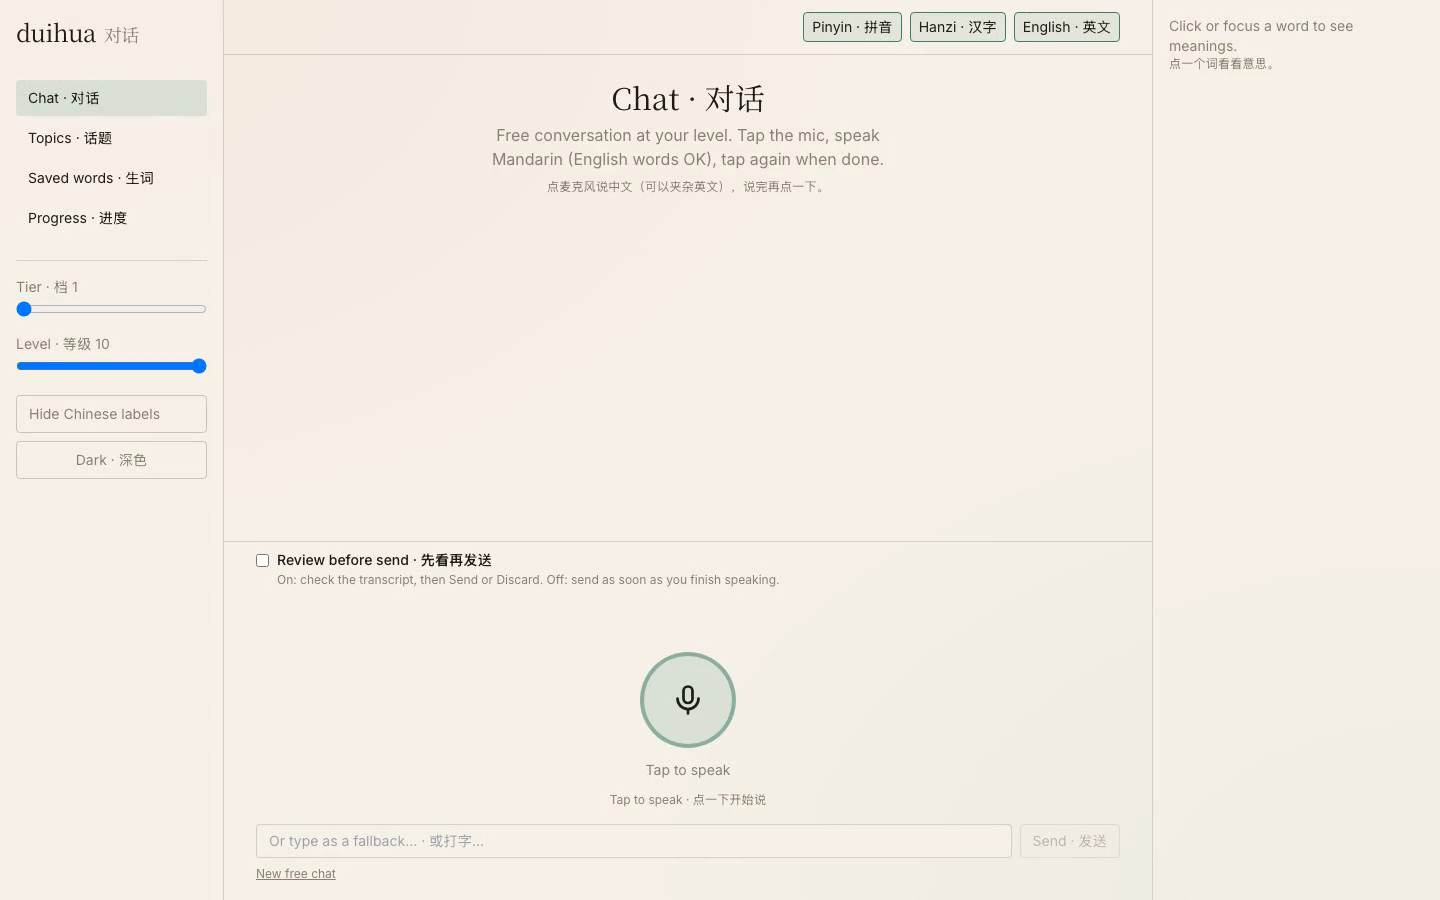 duihua 对话
Chat · 对话
Topics · 话题
Saved words · 生词
Progress · 进度
Tier · 档 1
Level · 等级 10
Hide Chinese labels
Dark · 深色
Pinyin · 拼音
Hanzi · 汉字
English · 英文
Chat · 对话
Free conversation at your level. Tap the mic, speak
Mandarin (English words OK), tap again when done.
点麦克风说中文（可以夹杂英文），说完再点一下。
Review before send · 先看再发送
On: check the transcript, then Send or Discard. Off: send as soon as you finish speaking.
Tap to speak
Tap to speak · 点一下开始说
Or type as a fallback... · 或打字...
Send · 发送
New free chat
Click or focus a word to see
meanings.
点一个词看看意思。